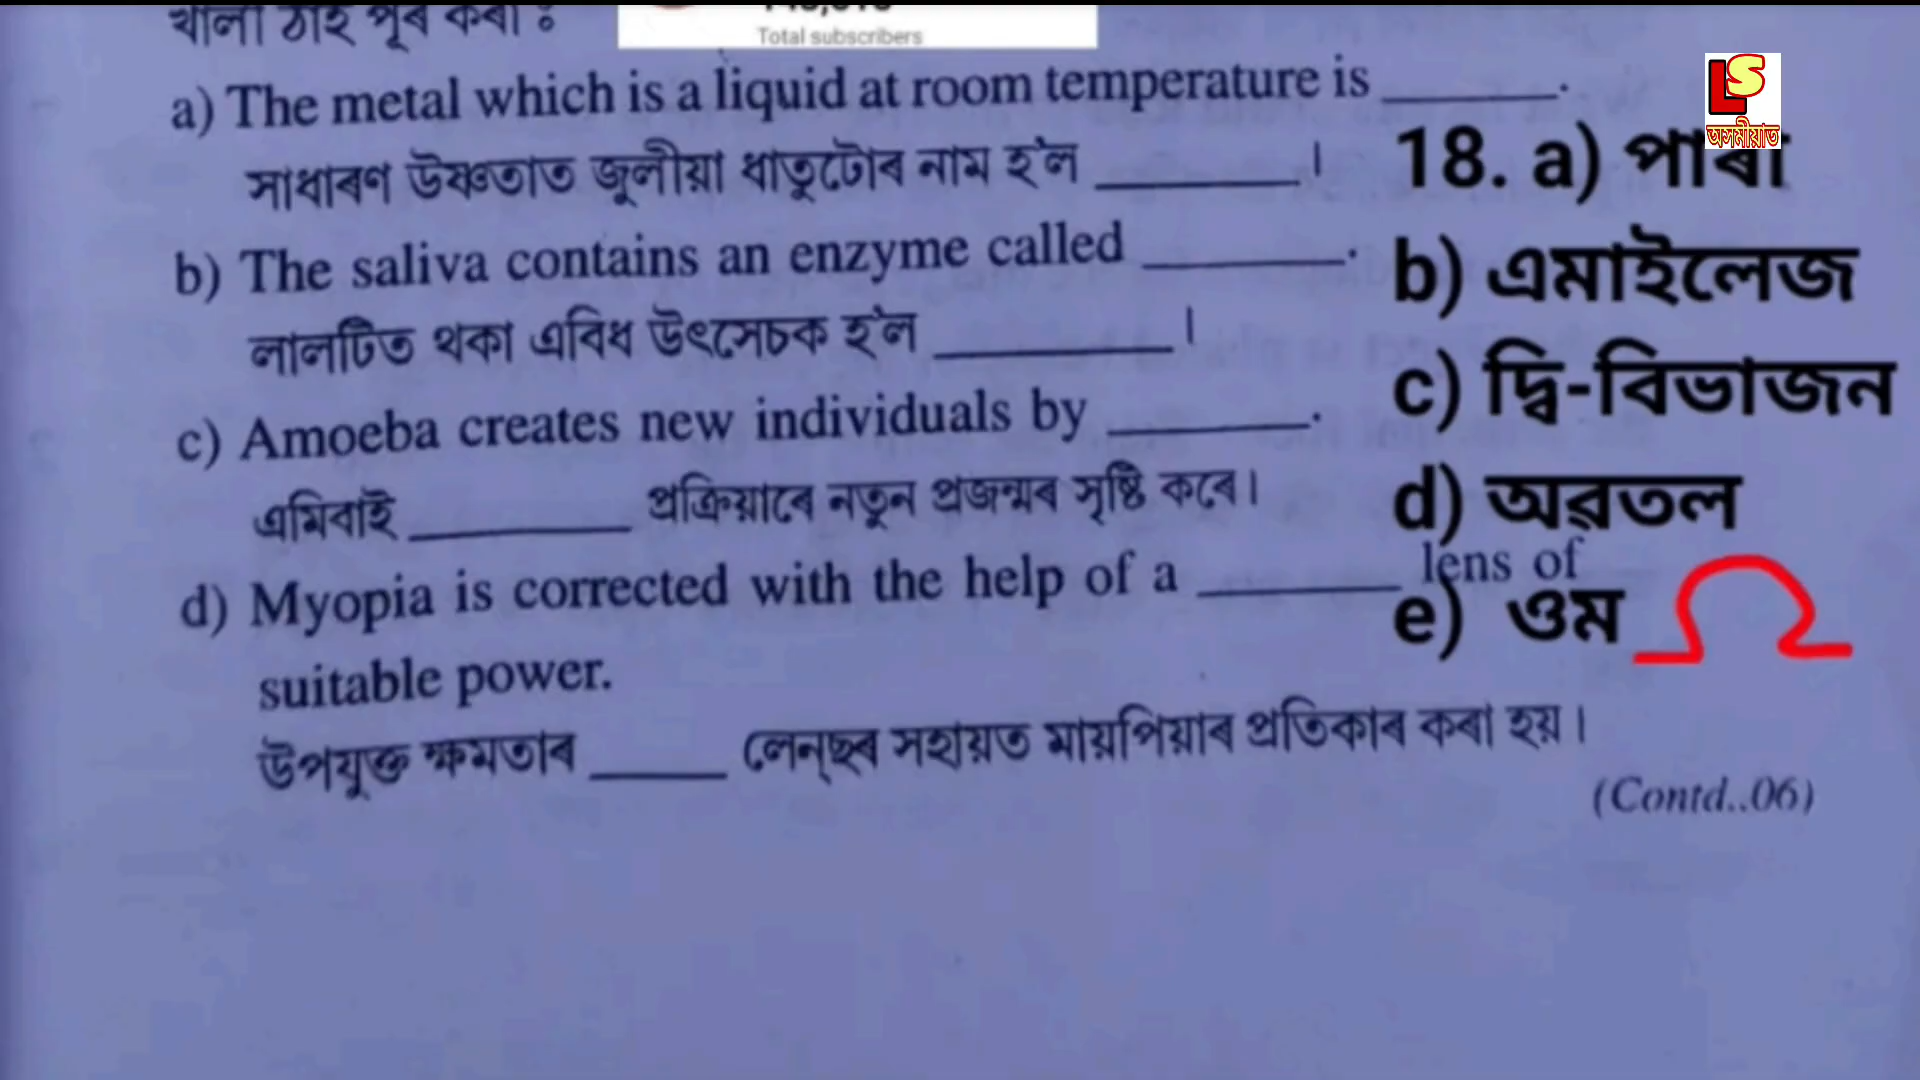 খালী ঠাই পূৰ কৰা ঃ
Total subscribers
LS
অসমীয়াত
a) The metal which is a liquid at room temperature is ______.
সাধাৰণ উষ্ণতাত জুলীয়া ধাতুটোৰ নাম হ'ল ______ ।
b) The saliva contains an enzyme called ______.
লালটিত থকা এবিধ উৎসেচক হ'ল ______ ।
c) Amoeba creates new individuals by ______.
এমিবাই ______ প্ৰক্ৰিয়াৰে নতুন প্ৰজন্মৰ সৃষ্টি কৰে।
d) Myopia is corrected with the help of a ______ lens of
suitable power.
উপযুক্ত ক্ষমতাৰ ______ লেন্ছৰ সহায়ত মায়পিয়াৰ প্ৰতিকাৰ কৰা হয়।
(Contd..06)
18. a) পাৰা
b) এমাইলেজ
c) দ্বি-বিভাজন
d) অৱতল
e) ওম Ω